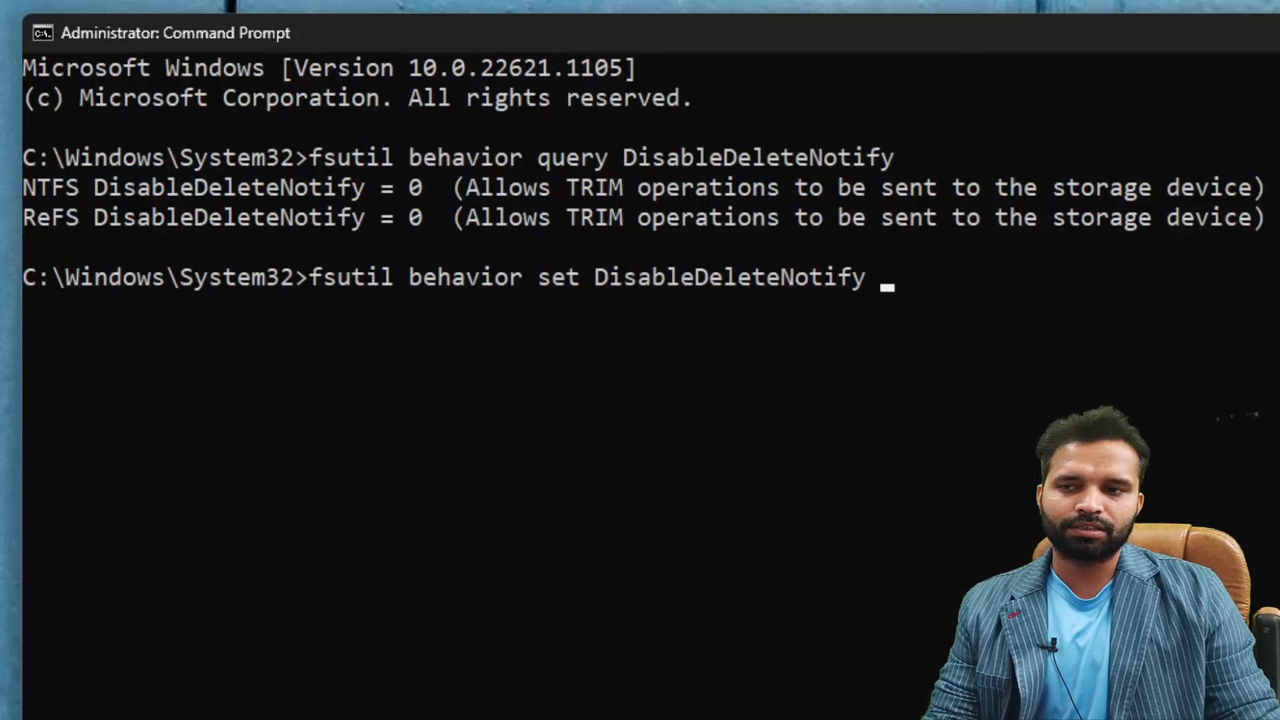 Administrator: Command Prompt
Microsoft Windows [Version 10.0.22621.1105]
(c) Microsoft Corporation. All rights reserved.
C:\Windows\System32>fsutil behavior query DisableDeleteNotify
NTFS DisableDeleteNotify = 0  (Allows TRIM operations to be sent to the storage device)
ReFS DisableDeleteNotify = 0  (Allows TRIM operations to be sent to the storage device)
C:\Windows\System32>fsutil behavior set DisableDeleteNotify